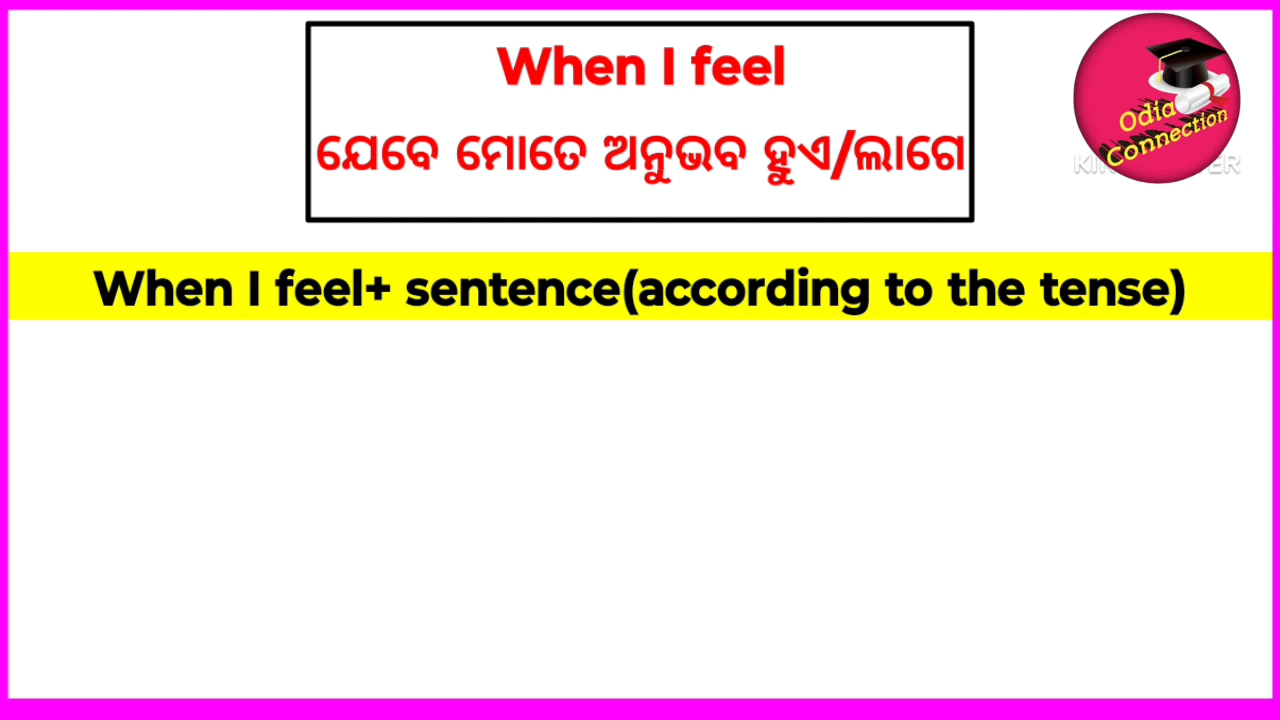 When I feel
ଯେବେ ମୋତେ ଅନୁଭବ ହୁଏ/ଲାଗେ
Odia
Connection
When I feel+ sentence(according to the tense)